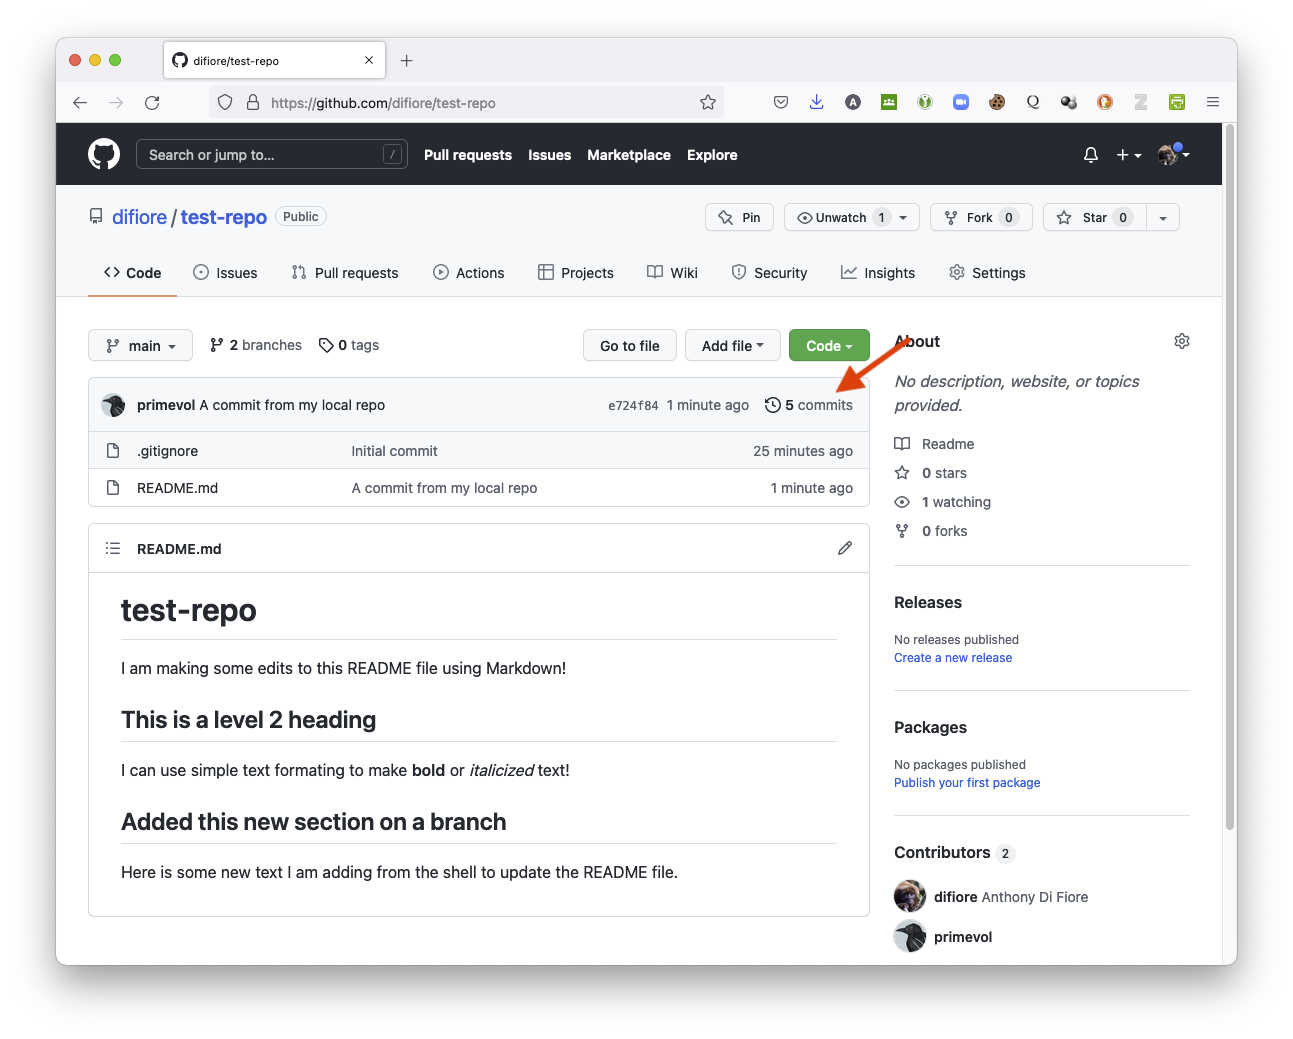 difiore/test-repo
https://github.com/difiore/test-repo
Search or jump to... / Pull requests Issues Marketplace Explore
difiore / test-repo Public Pin Unwatch 1 Fork 0 Star 0
Code Issues Pull requests Actions Projects Wiki Security Insights Settings
main 2 branches 0 tags Go to file Add file Code
primevol A commit from my local repo e724f84 1 minute ago 5 commits
.gitignore Initial commit 25 minutes ago
README.md A commit from my local repo 1 minute ago
README.md
test-repo
I am making some edits to this README file using Markdown!
This is a level 2 heading
I can use simple text formating to make bold or italicized text!
Added this new section on a branch
Here is some new text I am adding from the shell to update the README file.
About
No description, website, or topics
provided.
Readme
0 stars
1 watching
0 forks
Releases
No releases published
Create a new release
Packages
No packages published
Publish your first package
Contributors 2
difiore Anthony Di Fiore
primevol